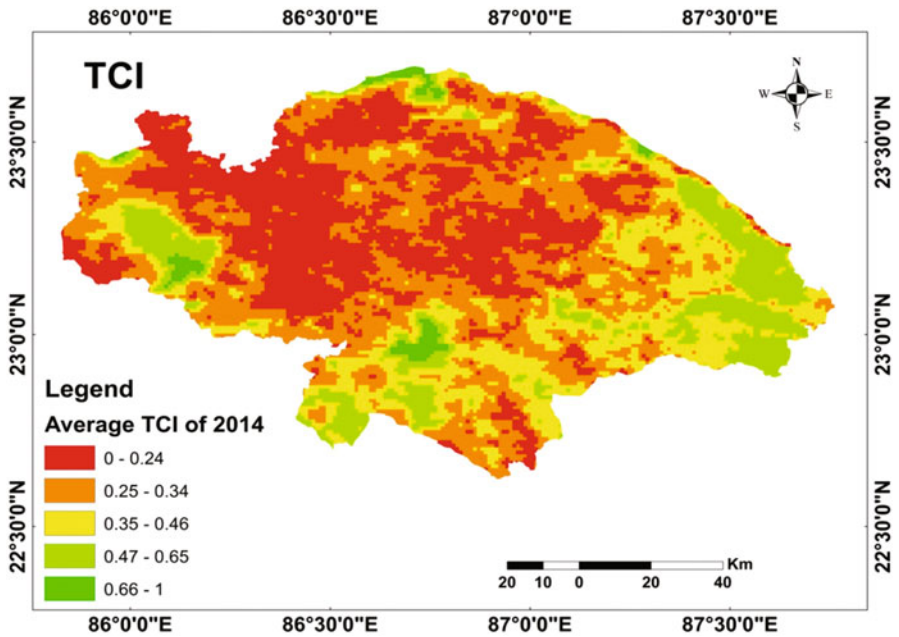 86°0'0"E 86°30'0"E 87°0'0"E 87°30'0"E
TCI
N
W E
S
23°30'0"N 23°30'0"N
23°0'0"N 23°0'0"N
22°30'0"N 22°30'0"N
Legend
Average TCI of 2014
0 - 0.24
0.25 - 0.34
0.35 - 0.46
0.47 - 0.65
0.66 - 1
Km
20 10 0 20 40
86°0'0"E 86°30'0"E 87°0'0"E 87°30'0"E